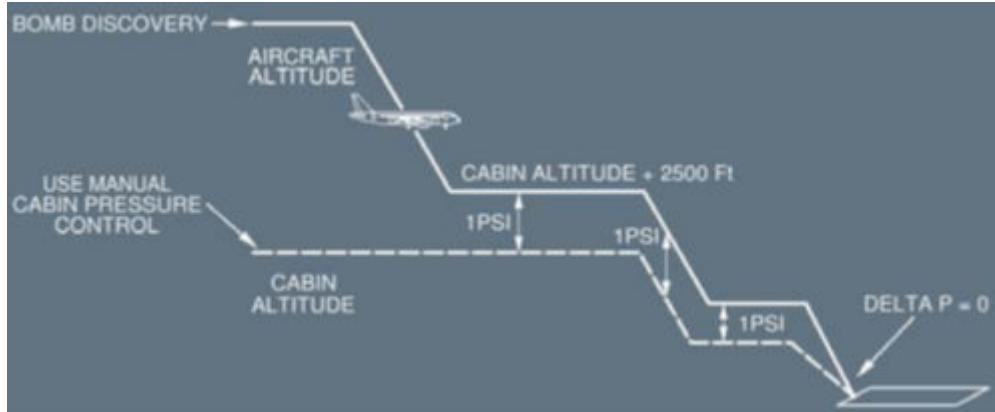 BOMB DISCOVERY
AIRCRAFT
ALTITUDE
CABIN ALTITUDE + 2500 Ft
USE MANUAL
CABIN PRESSURE
CONTROL
1PSI
1PSI
CABIN
ALTITUDE
1PSI
DELTA P = 0